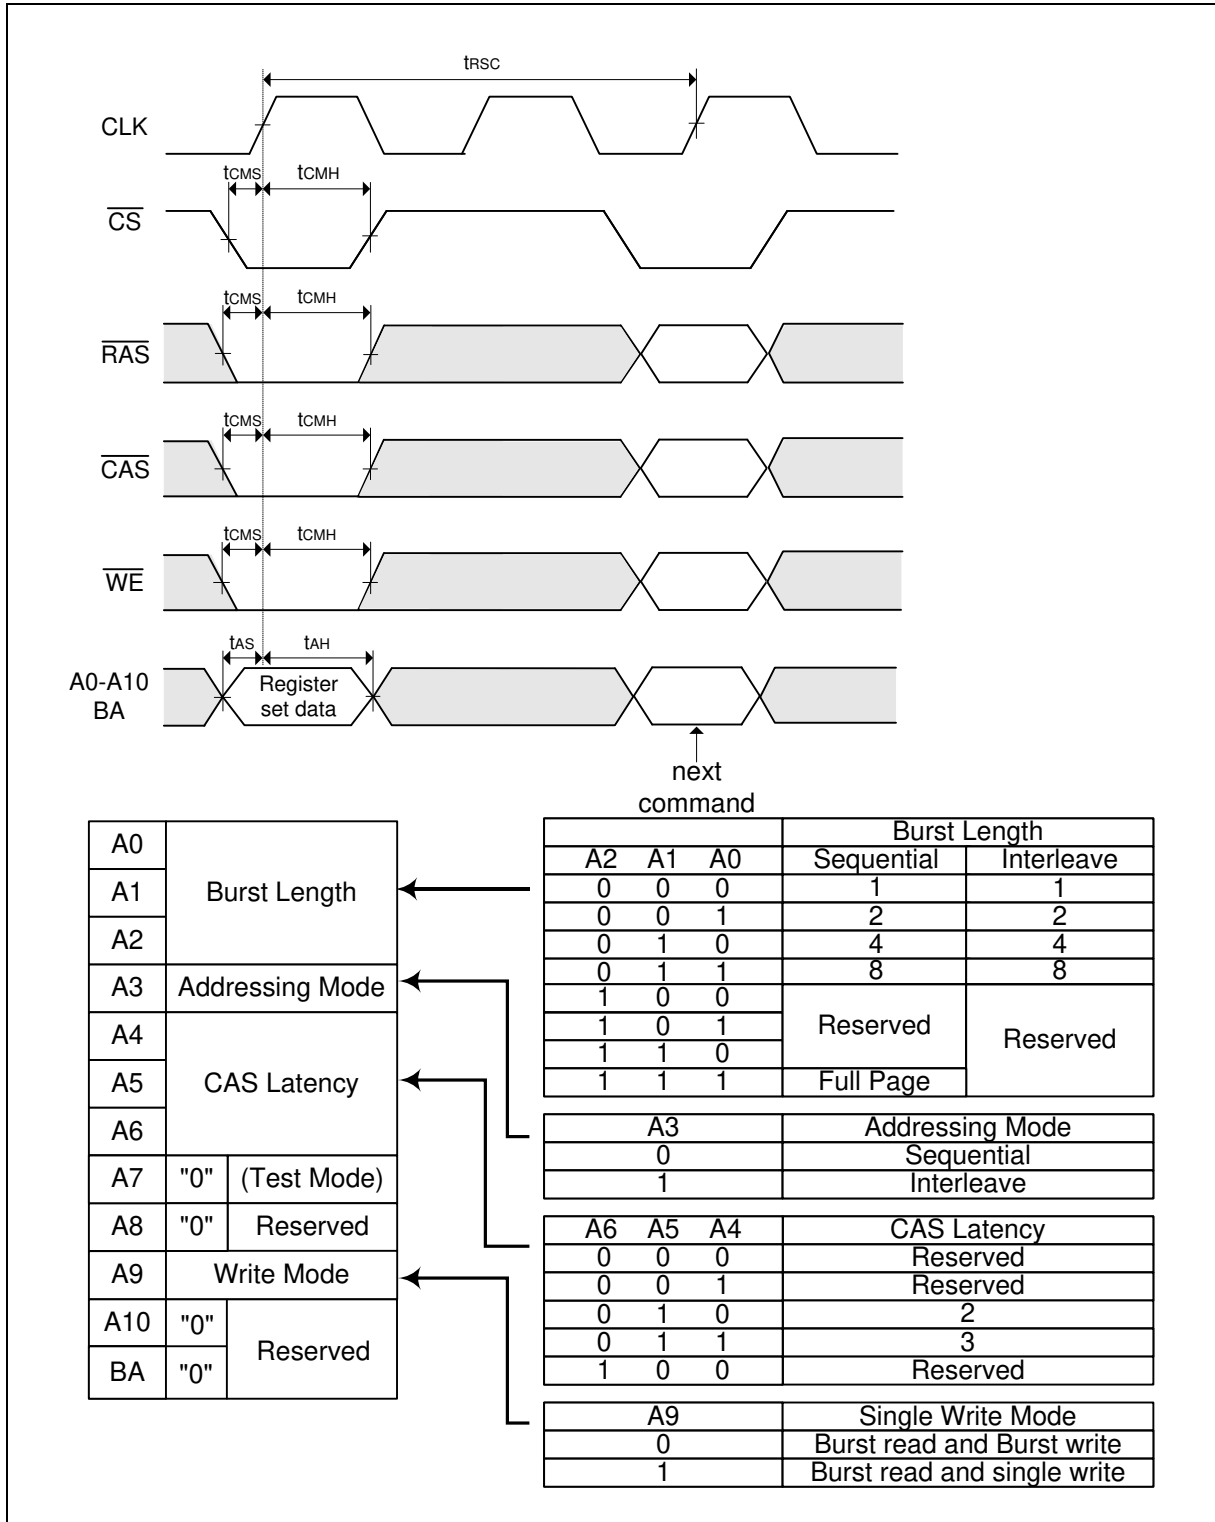 tRSC
CLK
tCMS tCMH
CS
tCMS tCMH
RAS
tCMS tCMH
CAS
tCMS tCMH
WE
tAS tAH
A0-A10
BA
Register
set data
next
command
A0
A1
A2
Burst Length
A3 Addressing Mode
A4
A5
A6
CAS Latency
A7 "0" (Test Mode)
A8 "0" Reserved
A9 Write Mode
A10 "0"
BA "0"
Reserved
Burst Length
A2 A1 A0 Sequential Interleave
0 0 0 1 1
0 0 1 2 2
0 1 0 4 4
0 1 1 8 8
1 0 0
1 0 1 Reserved Reserved
1 1 0
1 1 1 Full Page
A3 Addressing Mode
0 Sequential
1 Interleave
A6 A5 A4 CAS Latency
0 0 0 Reserved
0 0 1 Reserved
0 1 0 2
0 1 1 3
1 0 0 Reserved
A9 Single Write Mode
0 Burst read and Burst write
1 Burst read and single write